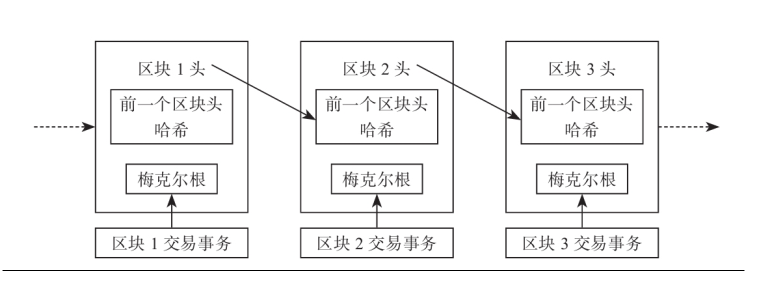 区块 1 头
区块 2 头
区块 3 头
前一个区块头
哈希
前一个区块头
哈希
前一个区块头
哈希
梅克尔根
梅克尔根
梅克尔根
区块 1 交易事务
区块 2 交易事务
区块 3 交易事务